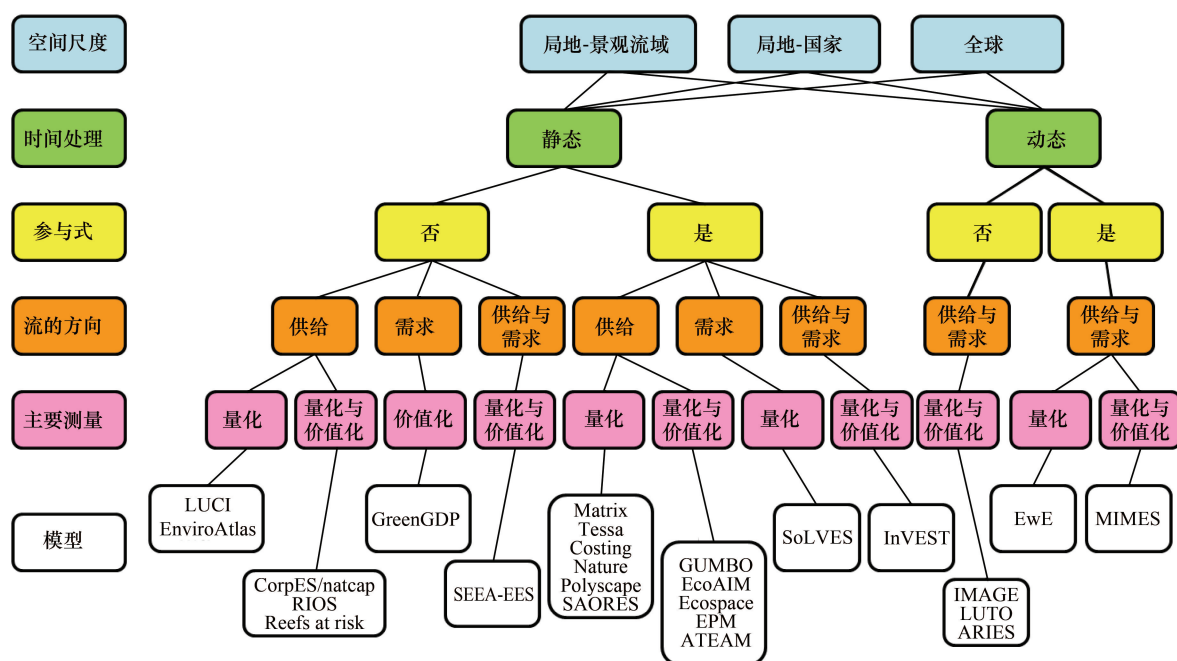 空间尺度
局地-景观流域
局地-国家
全球
时间处理
静态
动态
参与式
否
是
否
是
流的方向
供给
需求
供给与
需求
供给
需求
供给与
需求
供给与
需求
供给与
需求
主要测量
量化
量化与
价值化
价值化
量化与
价值化
量化
量化与
价值化
量化
量化与
价值化
量化与
价值化
量化
量化与
价值化
模型
LUCI
EnviroAtlas
CorpES/natcap
RIOS
Reefs at risk
GreenGDP
SEEA-EES
Matrix
Tessa
Costing
Nature
Polyscape
SAORES
GUMBO
EcoAIM
Ecospace
EPM
ATEAM
SoLVES
InVEST
IMAGE
LUTO
ARIES
EwE
MIMES